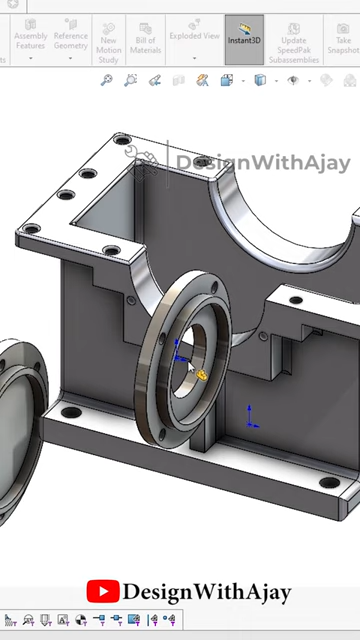 Assembly
Features
Reference
Geometry
New
Motion
Study
Bill of
Materials
Exploded View
Instant3D
Update
SpeedPak
Subassemblies
Take
Snapshot
DesignWithAjay
DesignWithAjay